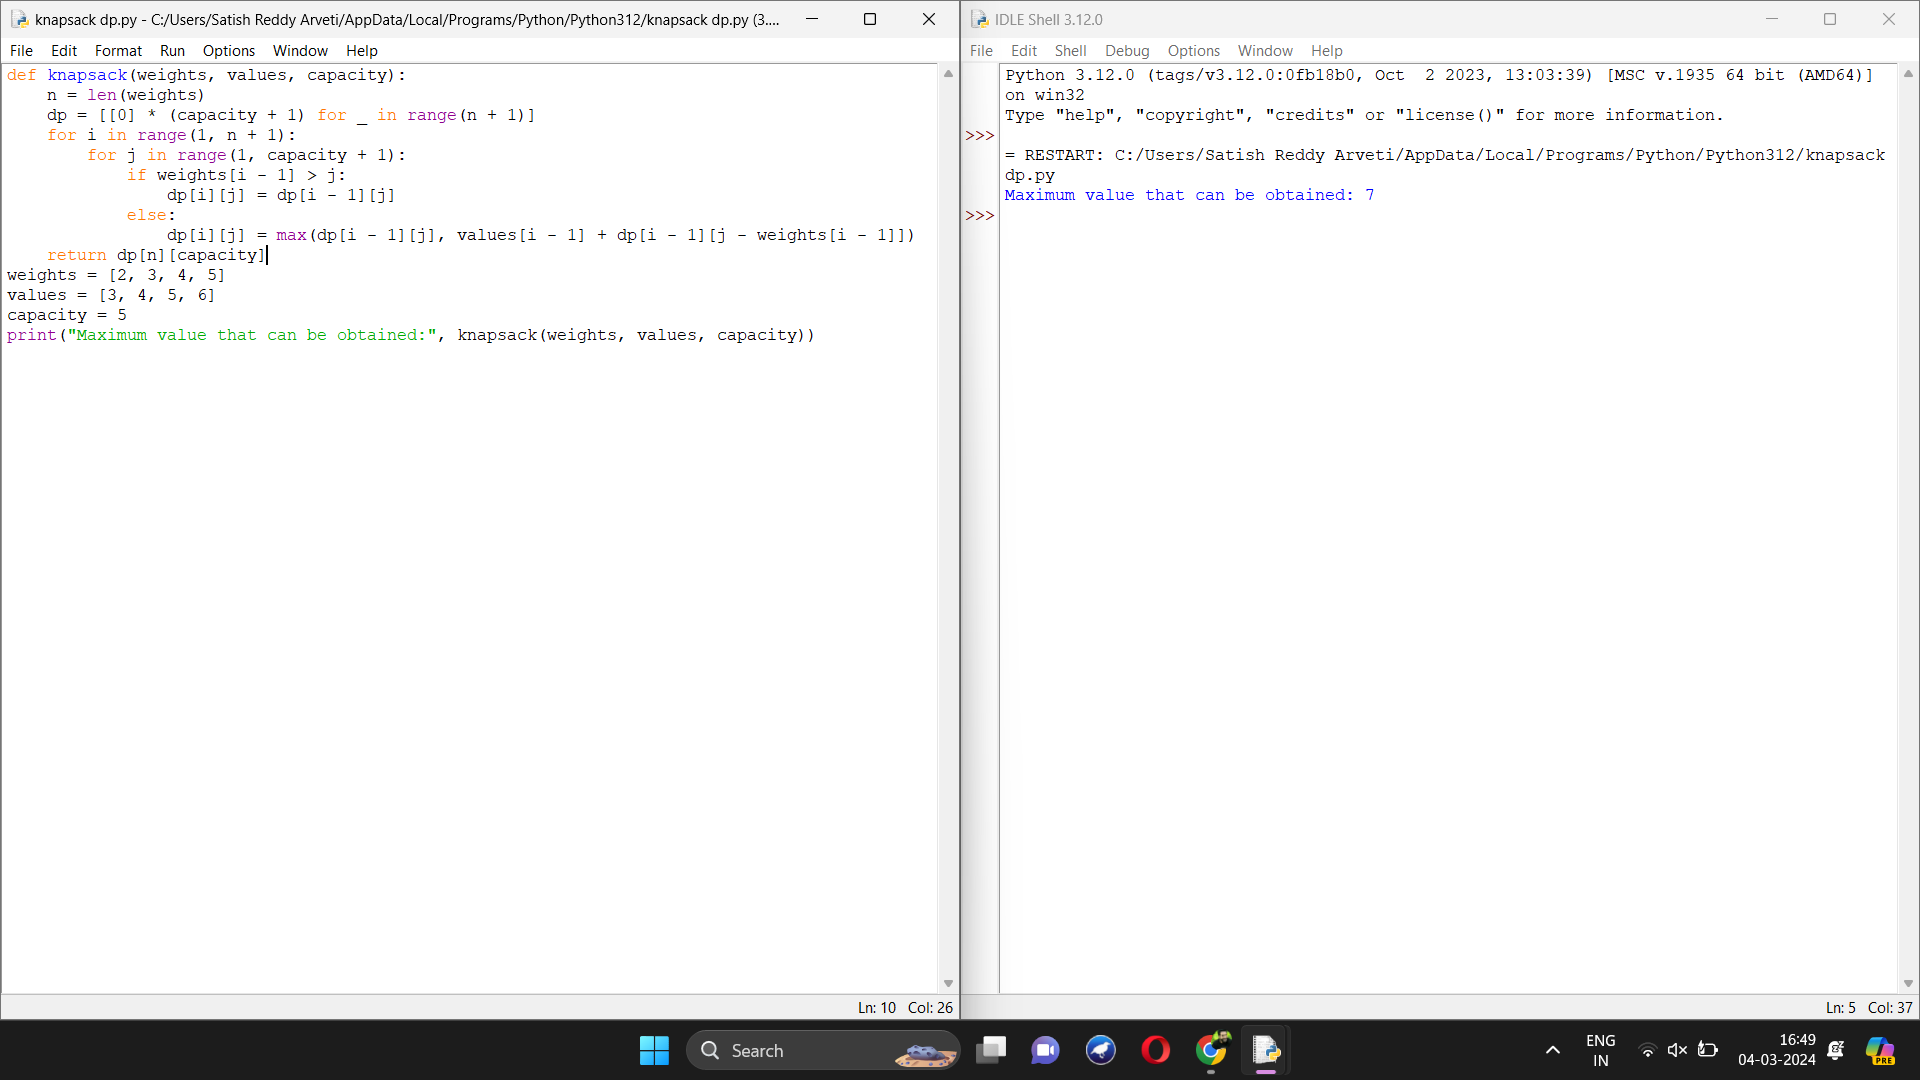 knapsack dp.py - C:/Users/Satish Reddy Arveti/AppData/Local/Programs/Python/Python312/knapsack dp.py (3....
File Edit Format Run Options Window Help
def knapsack(weights, values, capacity):
    n = len(weights)
    dp = [[0] * (capacity + 1) for _ in range(n + 1)]
    for i in range(1, n + 1):
        for j in range(1, capacity + 1):
            if weights[i - 1] > j:
                dp[i][j] = dp[i - 1][j]
            else:
                dp[i][j] = max(dp[i - 1][j], values[i - 1] + dp[i - 1][j - weights[i - 1]])
    return dp[n][capacity]
weights = [2, 3, 4, 5]
values = [3, 4, 5, 6]
capacity = 5
print("Maximum value that can be obtained:", knapsack(weights, values, capacity))
Ln: 10 Col: 26
IDLE Shell 3.12.0
File Edit Shell Debug Options Window Help
Python 3.12.0 (tags/v3.12.0:0fb18b0, Oct  2 2023, 13:03:39) [MSC v.1935 64 bit (AMD64)]
on win32
Type "help", "copyright", "credits" or "license()" for more information.
>>>
= RESTART: C:/Users/Satish Reddy Arveti/AppData/Local/Programs/Python/Python312/knapsack
dp.py
Maximum value that can be obtained: 7
>>>
Ln: 5 Col: 37
Search
ENG
IN
16:49
04-03-2024
PRE